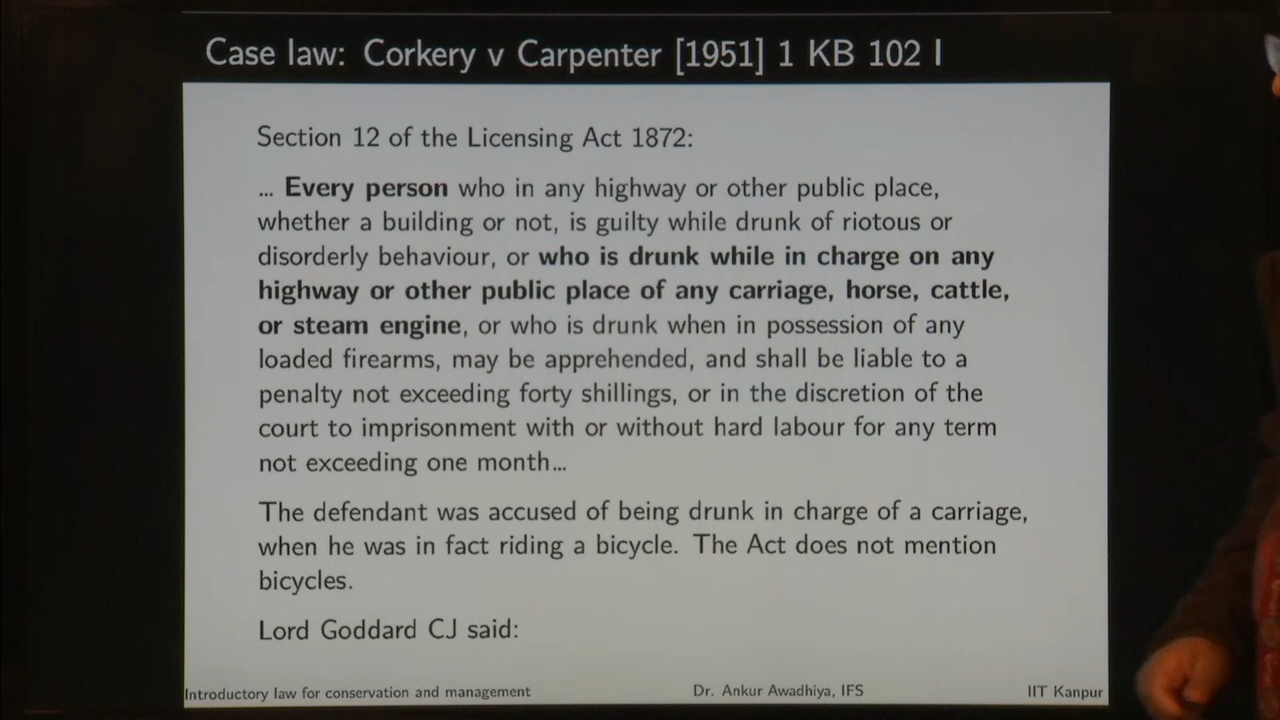 Case law: Corkery v Carpenter [1951] 1 KB 102 I
Section 12 of the Licensing Act 1872:
... Every person who in any highway or other public place,
whether a building or not, is guilty while drunk of riotous or
disorderly behaviour, or who is drunk while in charge on any
highway or other public place of any carriage, horse, cattle,
or steam engine, or who is drunk when in possession of any
loaded firearms, may be apprehended, and shall be liable to a
penalty not exceeding forty shillings, or in the discretion of the
court to imprisonment with or without hard labour for any term
not exceeding one month...
The defendant was accused of being drunk in charge of a carriage,
when he was in fact riding a bicycle. The Act does not mention
bicycles.
Lord Goddard CJ said:
Introductory law for conservation and management Dr. Ankur Awadhiya, IFS IIT Kanpur